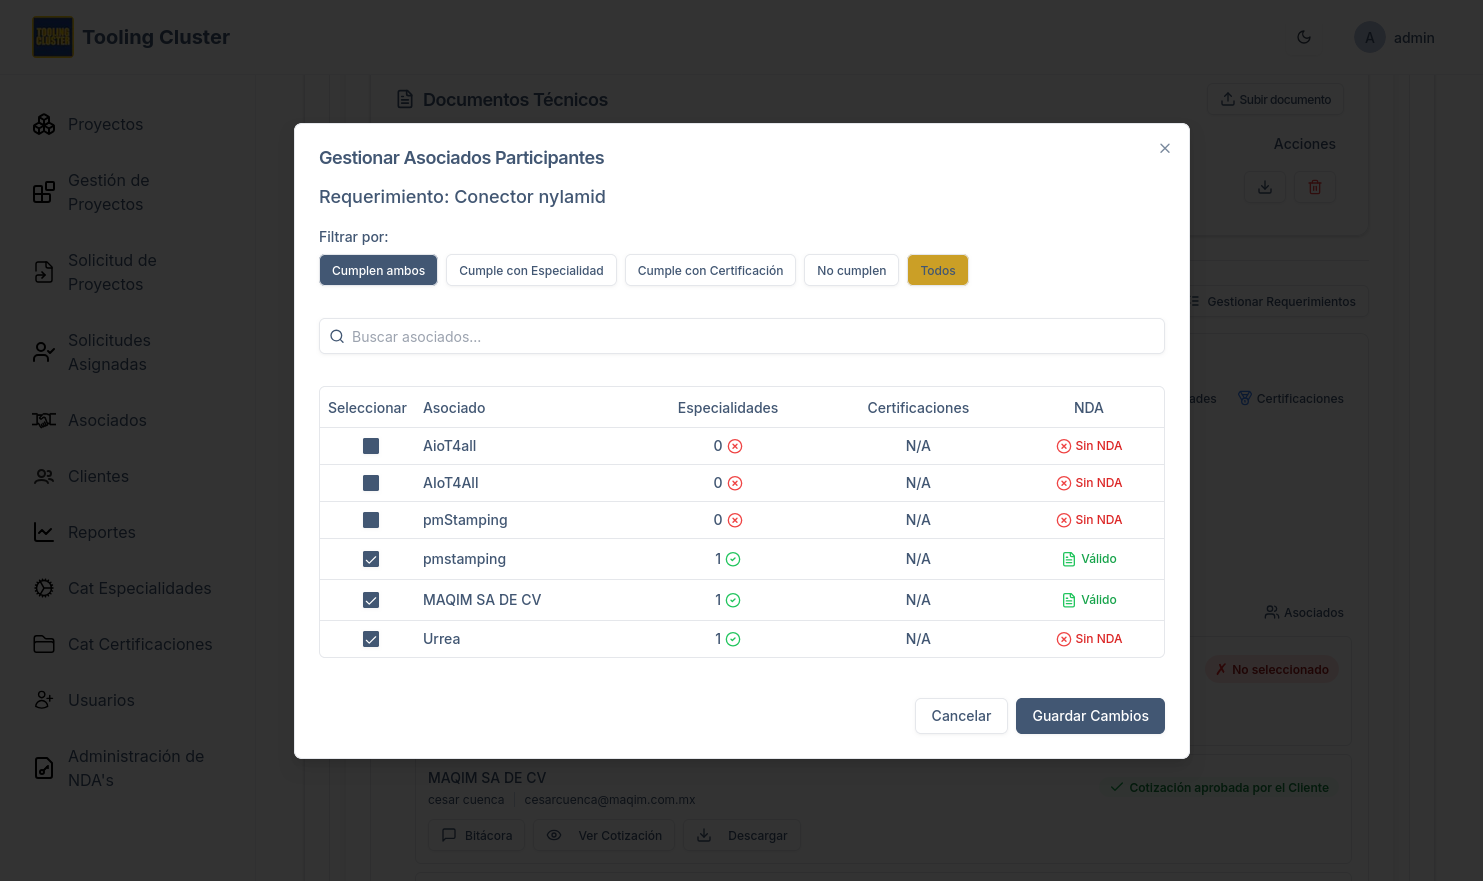 TOOLING
CLUSTER
Tooling Cluster
A
admin
Proyectos
Gestión de
Proyectos
Solicitud de
Proyectos
Solicitudes
Asignadas
Asociados
Clientes
Reportes
Cat Especialidades
Cat Certificaciones
Usuarios
Administración de
NDA's
Documentos Técnicos
Subir documento
Acciones
Gestionar Requerimientos
ades
Certificaciones
Asociados
✗ No seleccionado
Gestionar Asociados Participantes
Requerimiento: Conector nylamid
Filtrar por:
Cumplen ambos Cumple con Especialidad Cumple con Certificación No cumplen Todos
Buscar asociados...
Seleccionar Asociado Especialidades Certificaciones NDA
AioT4all 0 N/A Sin NDA
AIoT4All 0 N/A Sin NDA
pmStamping 0 N/A Sin NDA
pmstamping 1 N/A Válido
MAQIM SA DE CV 1 N/A Válido
Urrea 1 N/A Sin NDA
Cancelar Guardar Cambios
MAQIM SA DE CV
cesar cuenca cesarcuenca@maqim.com.mx
Cotización aprobada por el Cliente
Bitácora Ver Cotización Descargar